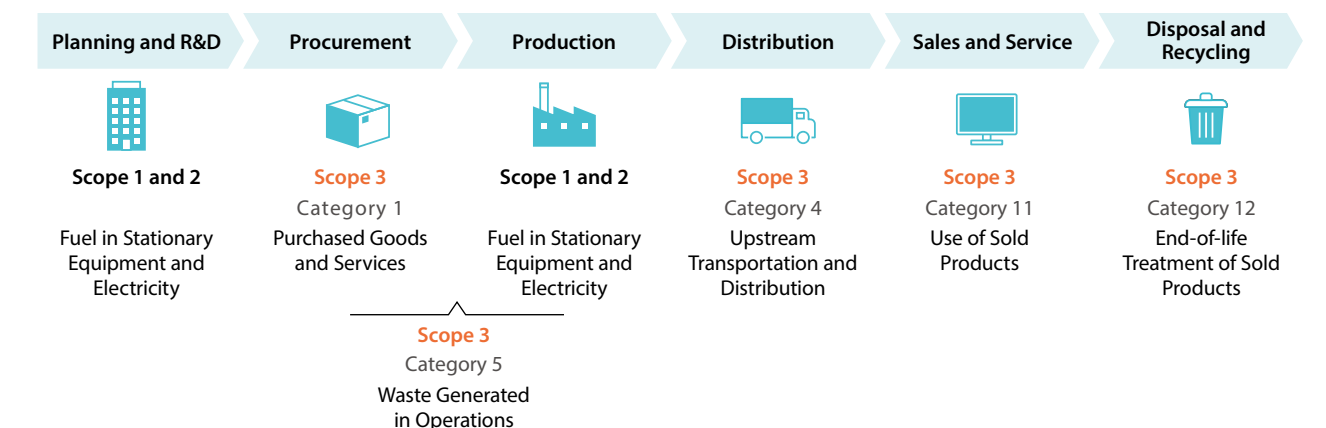 Planning and R&D
Procurement
Production
Distribution
Sales and Service
Disposal and
Recycling
Scope 1 and 2
Fuel in Stationary
Equipment and
Electricity
Scope 3
Category 1
Purchased Goods
and Services
Scope 1 and 2
Fuel in Stationary
Equipment and
Electricity
Scope 3
Category 4
Upstream
Transportation and
Distribution
Scope 3
Category 11
Use of Sold
Products
Scope 3
Category 12
End-of-life
Treatment of Sold
Products
Scope 3
Category 5
Waste Generated
in Operations